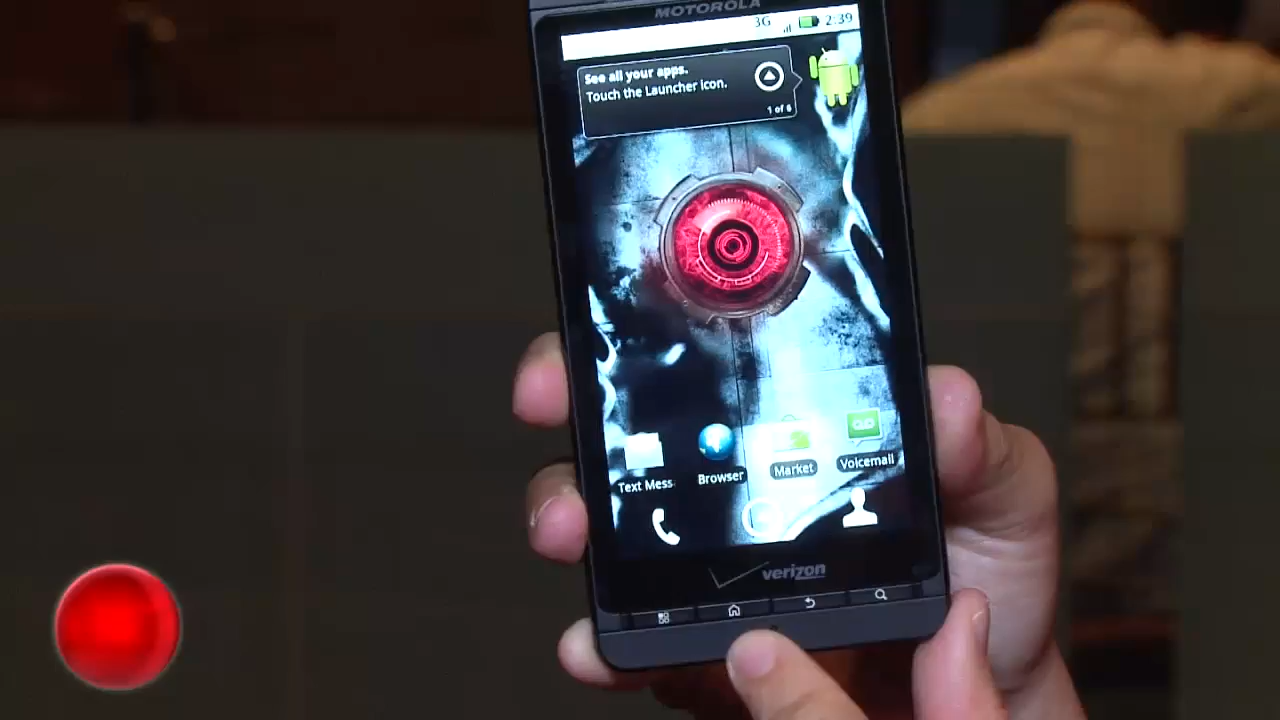 MOTOROLA
3G 2:39
See all your apps.
Touch the Launcher icon.
1 of 6
Text Mess
Browser
Market
Voicemail
verizon